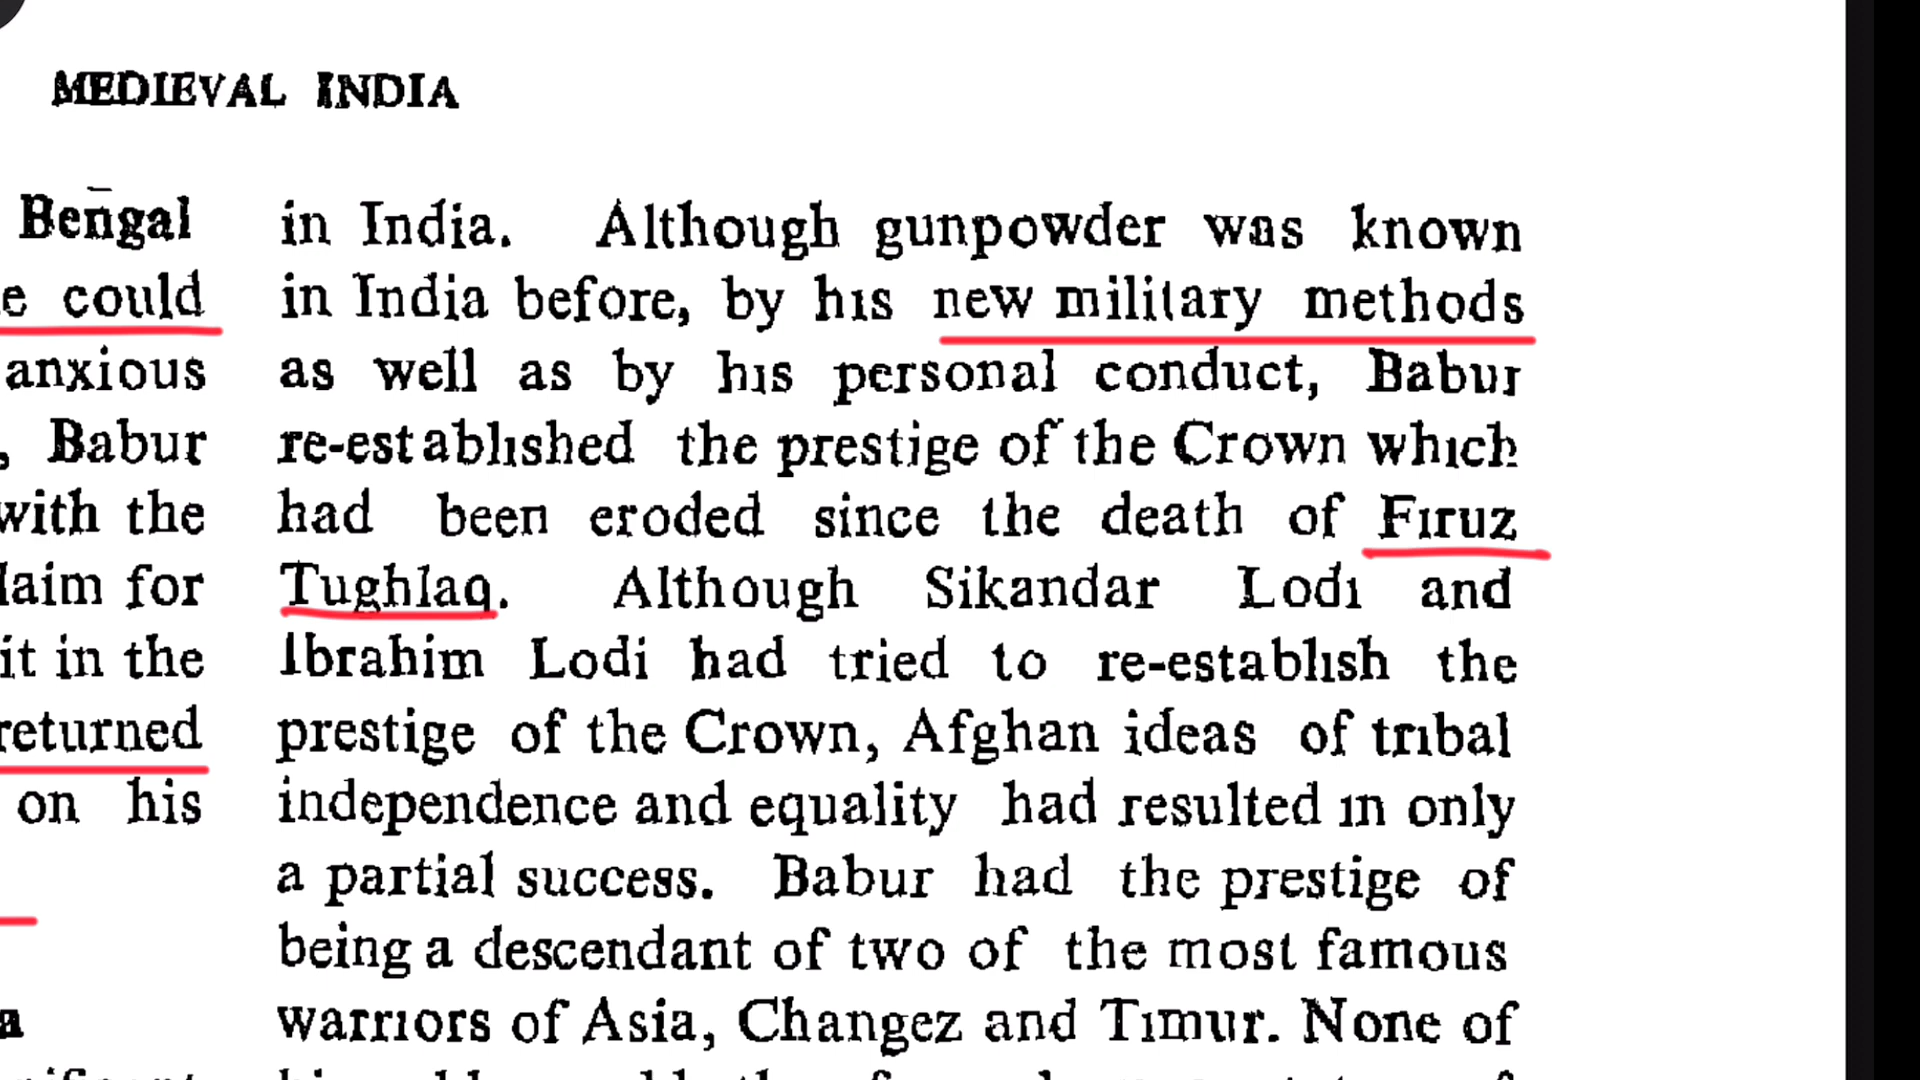 MEDIEVAL INDIA
Bengal
e could
anxious
, Babur
with the
laim for
it in the
returned
on his
a
in India. Although gunpowder was known
in India before, by his new military methods
as well as by his personal conduct, Babur
re-established the prestige of the Crown which
had been eroded since the death of Firuz
Tughlaq. Although Sikandar Lodi and
Ibrahim Lodi had tried to re-establish the
prestige of the Crown, Afghan ideas of tribal
independence and equality had resulted in only
a partial success. Babur had the prestige of
being a descendant of two of the most famous
warriors of Asia, Changez and Timur. None of